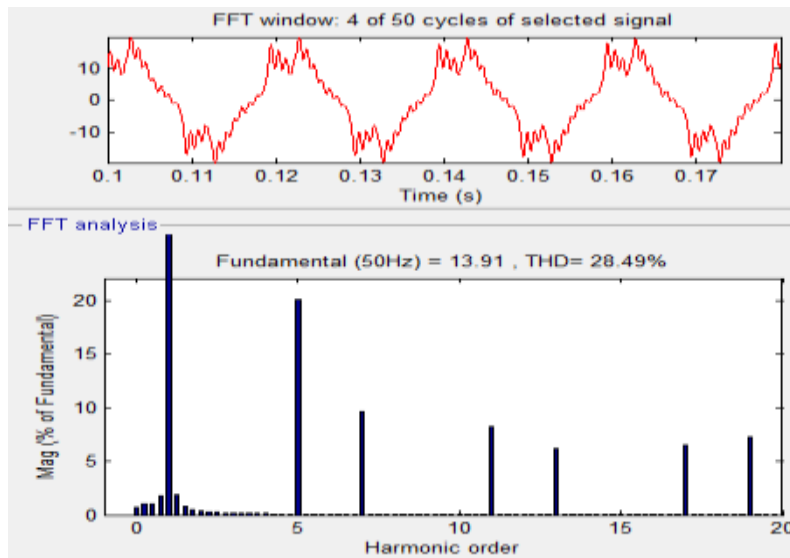 FFT window: 4 of 50 cycles of selected signal
10
0
-10
0.1 0.11 0.12 0.13 0.14 0.15 0.16 0.17
Time (s)
FFT analysis
Fundamental (50Hz) = 13.91 , THD= 28.49%
Mag (% of Fundamental)
20
15
10
5
0
0 5 10 15 20
Harmonic order